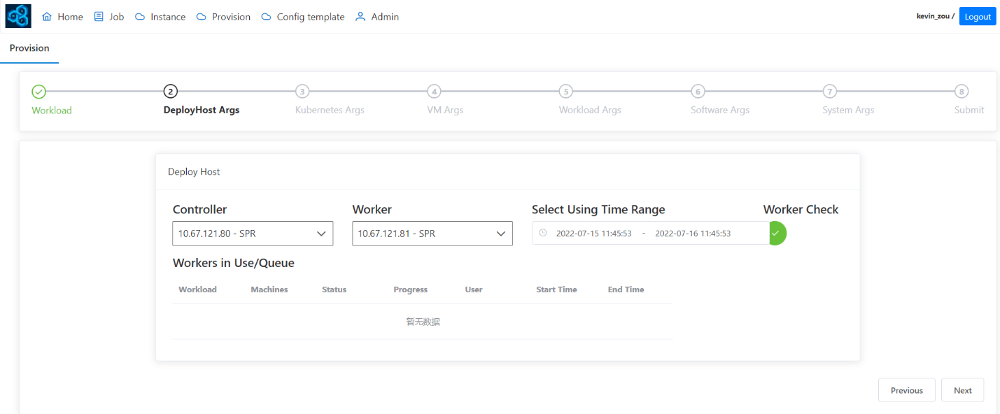 Home Job Instance Provision Config template Admin kevin_zou / Logout
Provision
2 3 4 5 6 7 8
Workload DeployHost Args Kubernetes Args VM Args Workload Args Software Args System Args Submit
Deploy Host
Controller Worker Select Using Time Range Worker Check
10.67.121.80 - SPR 10.67.121.81 - SPR 2022-07-15 11:45:53 - 2022-07-16 11:45:53
Workers in Use/Queue
Workload Machines Status Progress User Start Time End Time
暂无数据
Previous Next